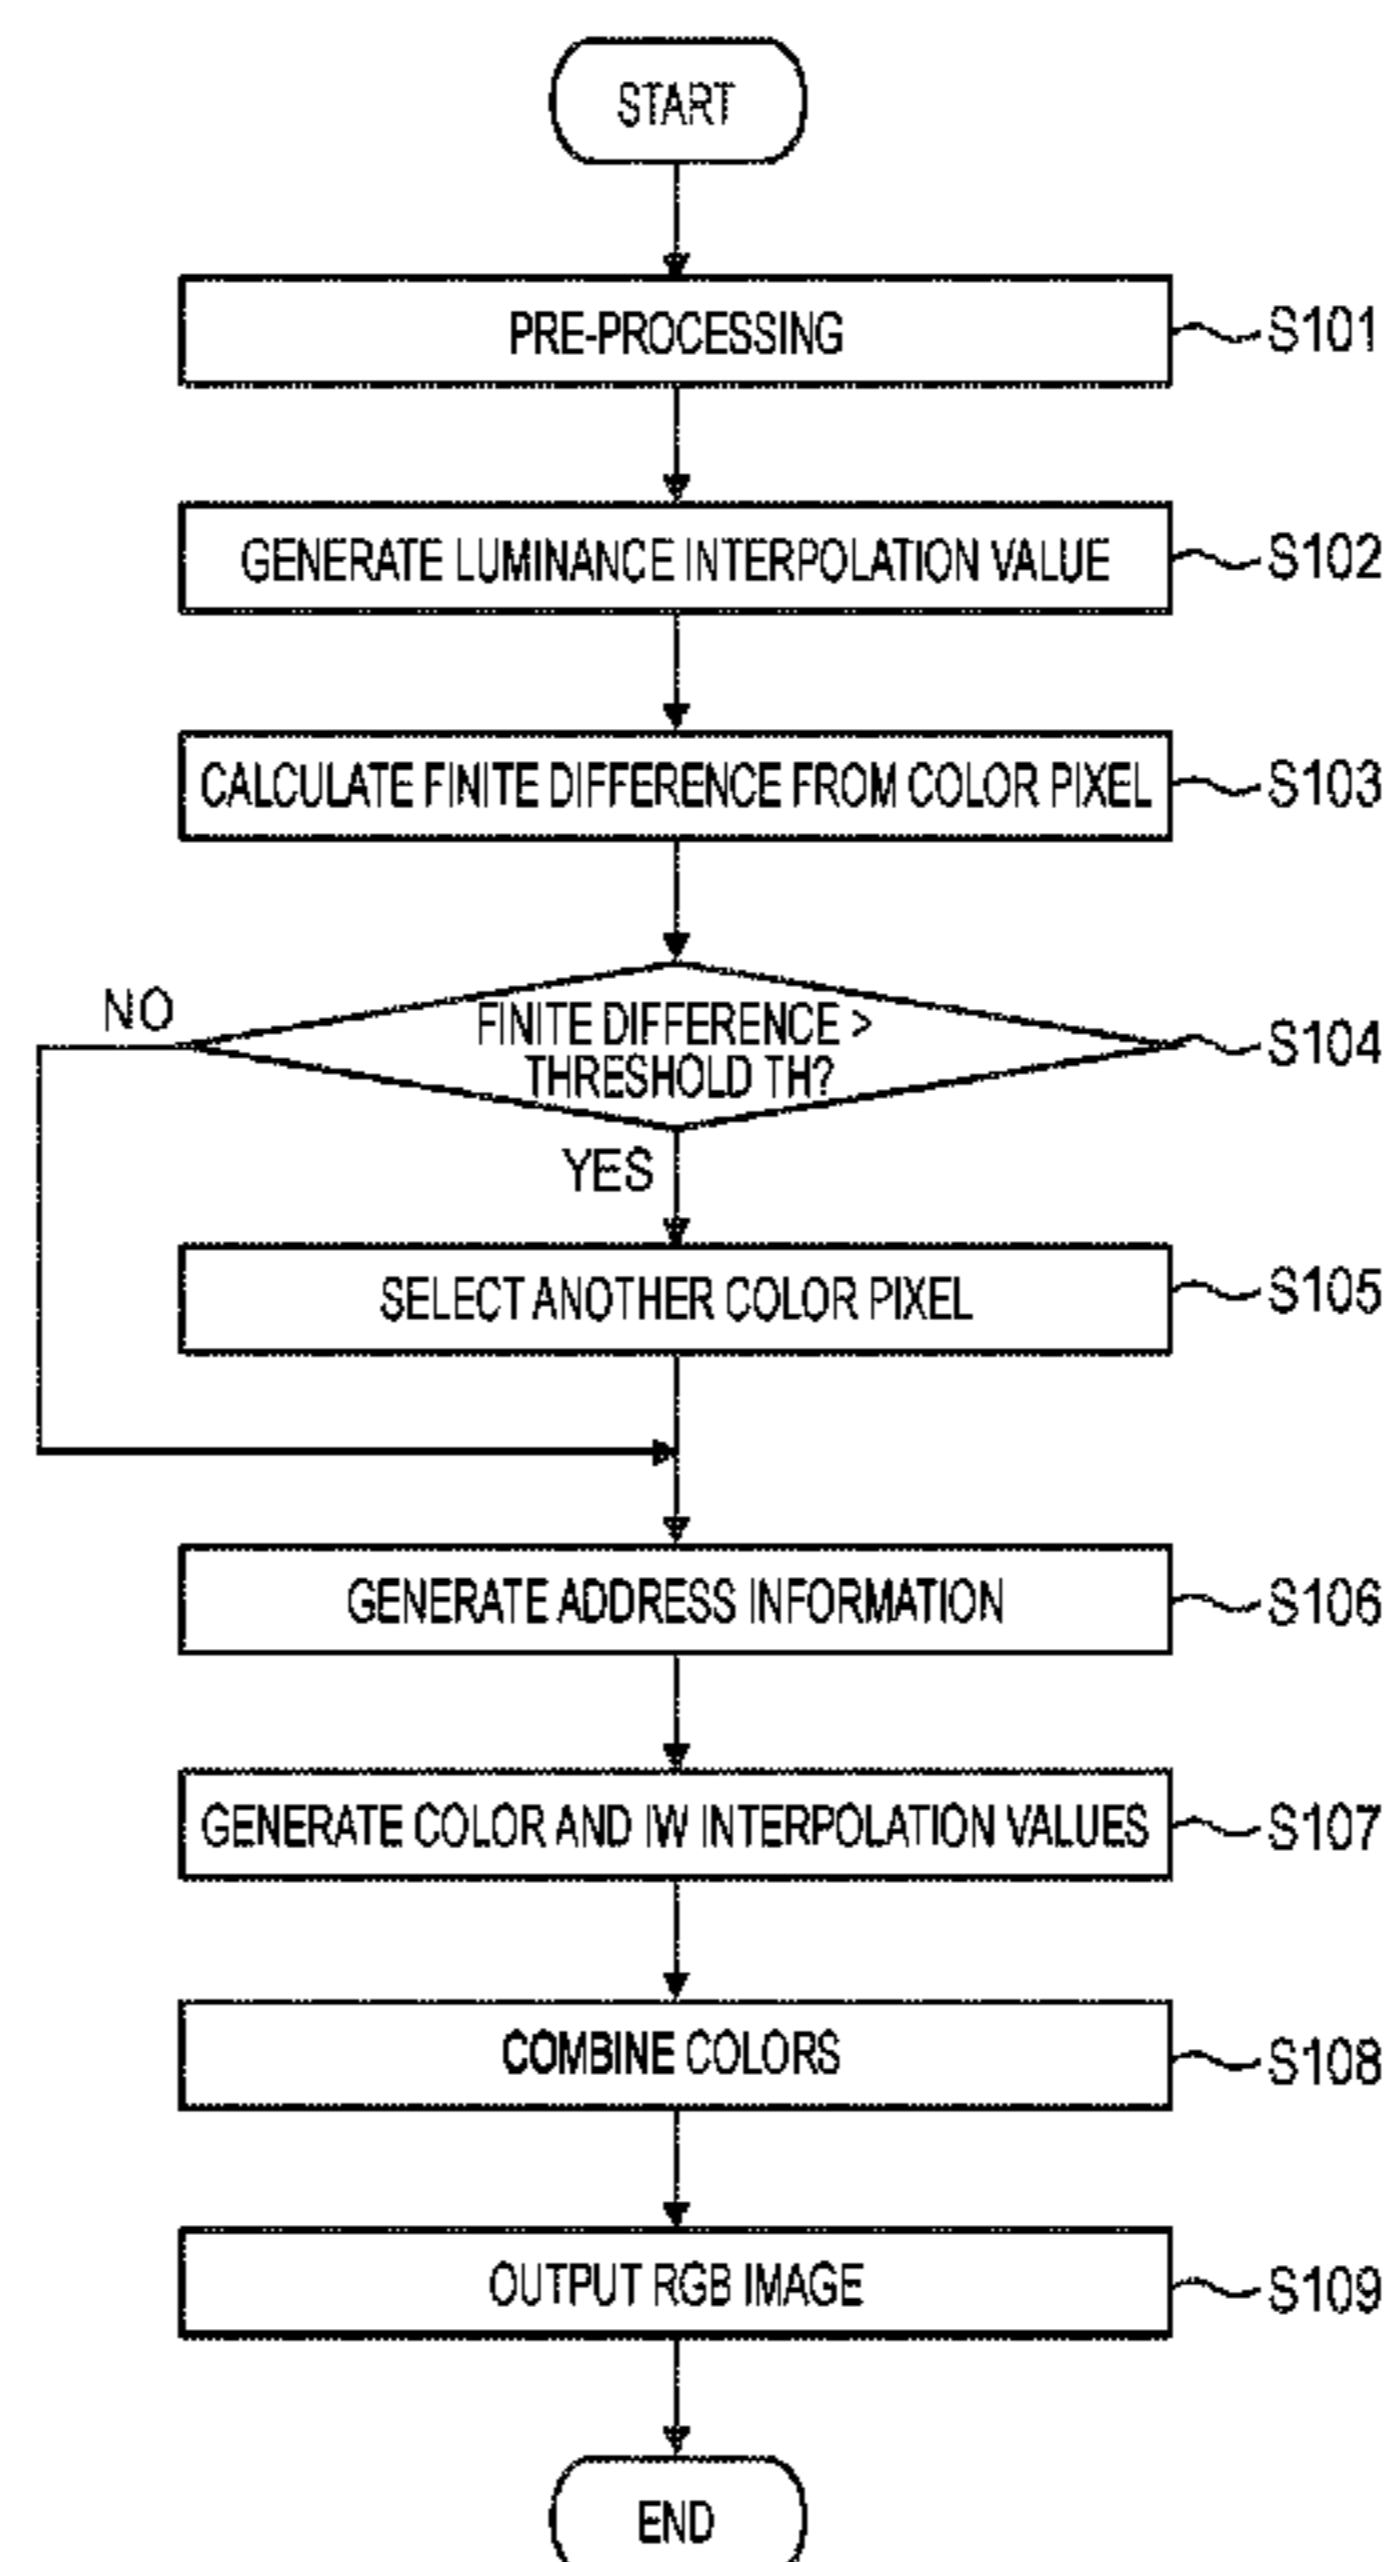 START
PRE-PROCESSING
S101
GENERATE LUMINANCE INTERPOLATION VALUE
S102
CALCULATE FINITE DIFFERENCE FROM COLOR PIXEL
S103
NO
FINITE DIFFERENCE >
THRESHOLD TH?
S104
YES
SELECT ANOTHER COLOR PIXEL
S105
GENERATE ADDRESS INFORMATION
S106
GENERATE COLOR AND IW INTERPOLATION VALUES
S107
COMBINE COLORS
S108
OUTPUT RGB IMAGE
S109
END